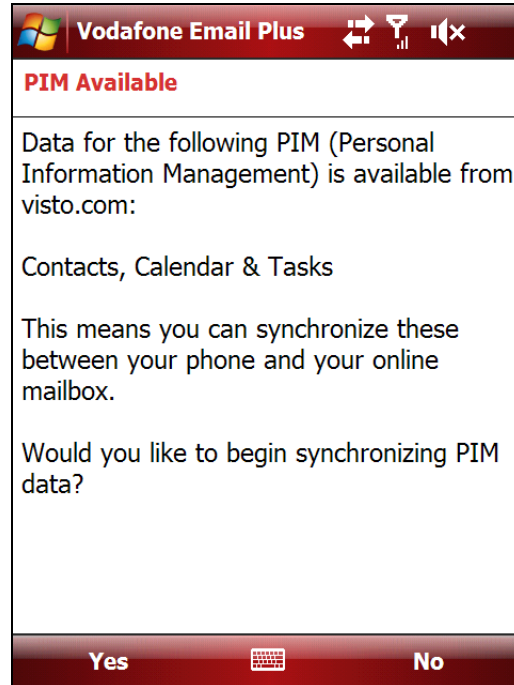 Vodafone Email Plus
PIM Available
Data for the following PIM (Personal
Information Management) is available from
visto.com:
Contacts, Calendar & Tasks
This means you can synchronize these
between your phone and your online
mailbox.
Would you like to begin synchronizing PIM
data?
Yes No